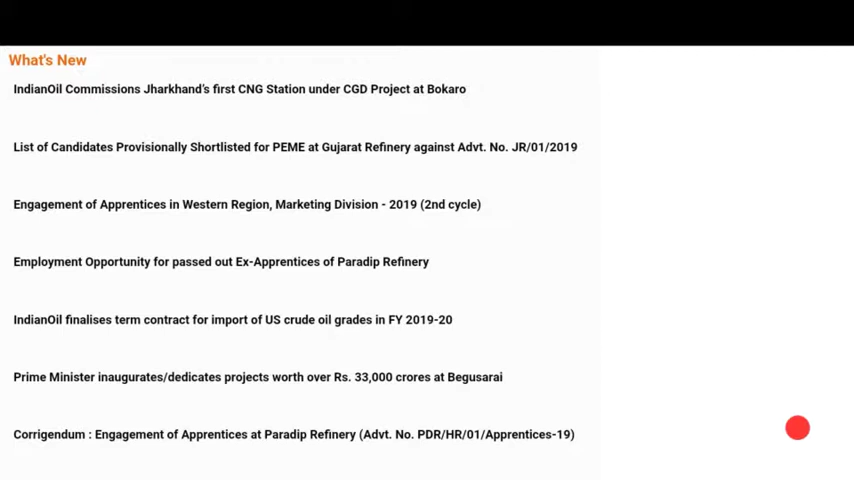 What's New
IndianOil Commissions Jharkhand's first CNG Station under CGD Project at Bokaro
List of Candidates Provisionally Shortlisted for PEME at Gujarat Refinery against Advt. No. JR/01/2019
Engagement of Apprentices in Western Region, Marketing Division - 2019 (2nd cycle)
Employment Opportunity for passed out Ex-Apprentices of Paradip Refinery
IndianOil finalises term contract for import of US crude oil grades in FY 2019-20
Prime Minister inaugurates/dedicates projects worth over Rs. 33,000 crores at Begusarai
Corrigendum : Engagement of Apprentices at Paradip Refinery (Advt. No. PDR/HR/01/Apprentices-19)